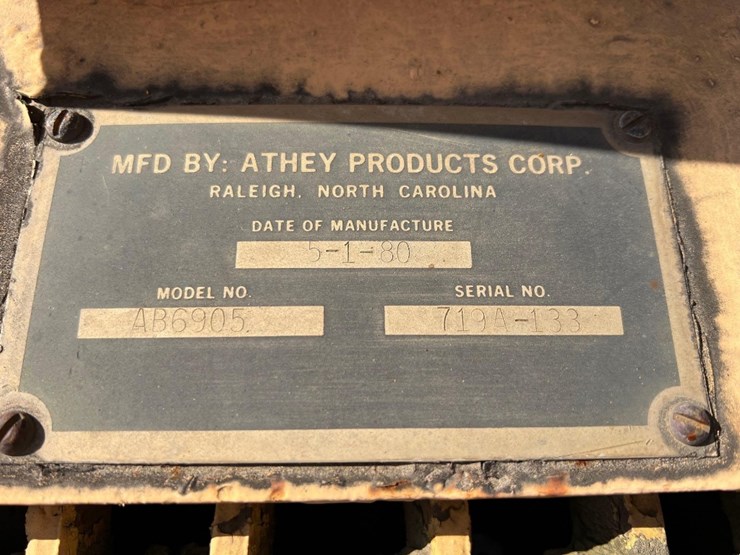 MFD BY: ATHEY PRODUCTS CORP.
RALEIGH, NORTH CAROLINA
DATE OF MANUFACTURE
5-1-80
MODEL NO. SERIAL NO.
AB6905 719A-133